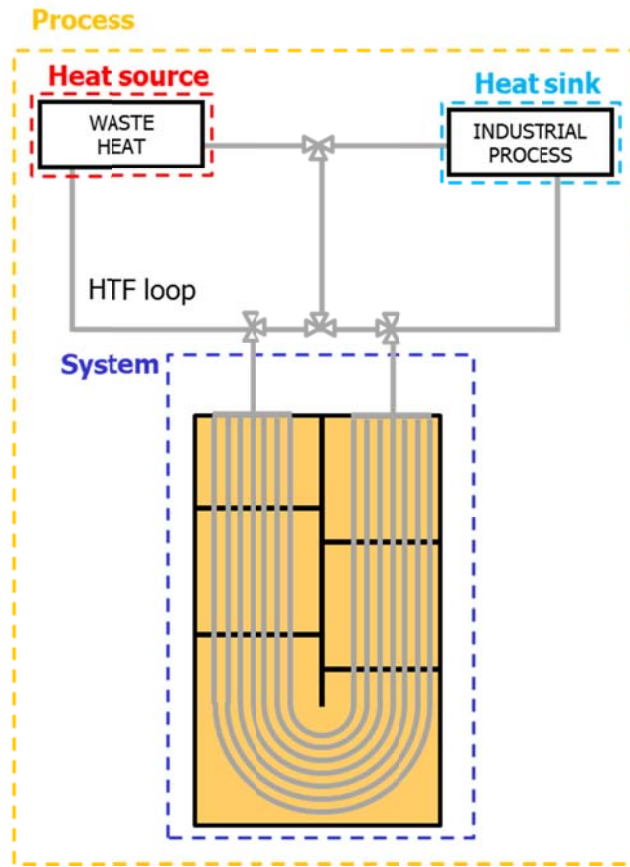 Process
Heat source
Heat sink
WASTE
HEAT
INDUSTRIAL
PROCESS
HTF loop
System